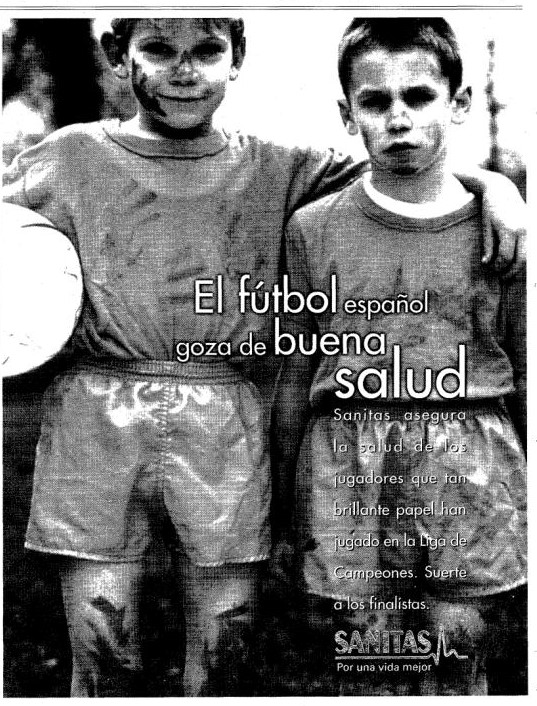 El fútbol español
goza de buena
salud
Sanitas asegura
la salud de los
jugadores que tan
brillante papel han
jugado en la Liga de
Campeones. Suerte
a los finalistas.
SANITAS
Por una vida mejor